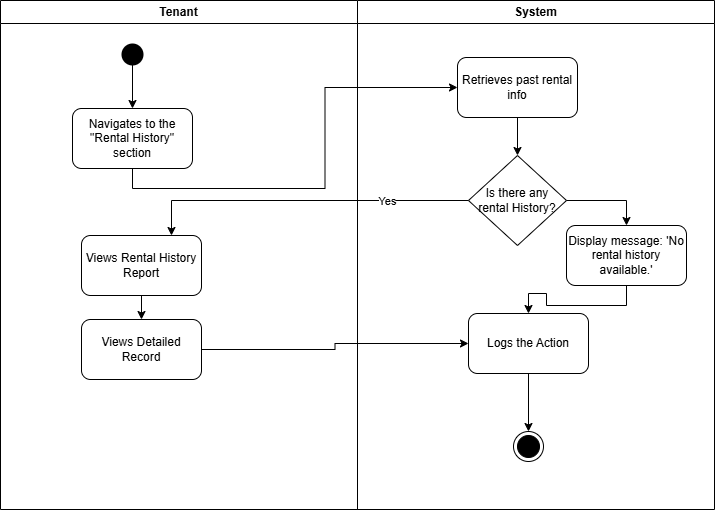 Tenant
System
Retrieves past rental
info
Navigates to the
"Rental History"
section
Is there any
rental History?
Yes
Display message: 'No
rental history
available.'
Views Rental History
Report
Views Detailed
Record
Logs the Action